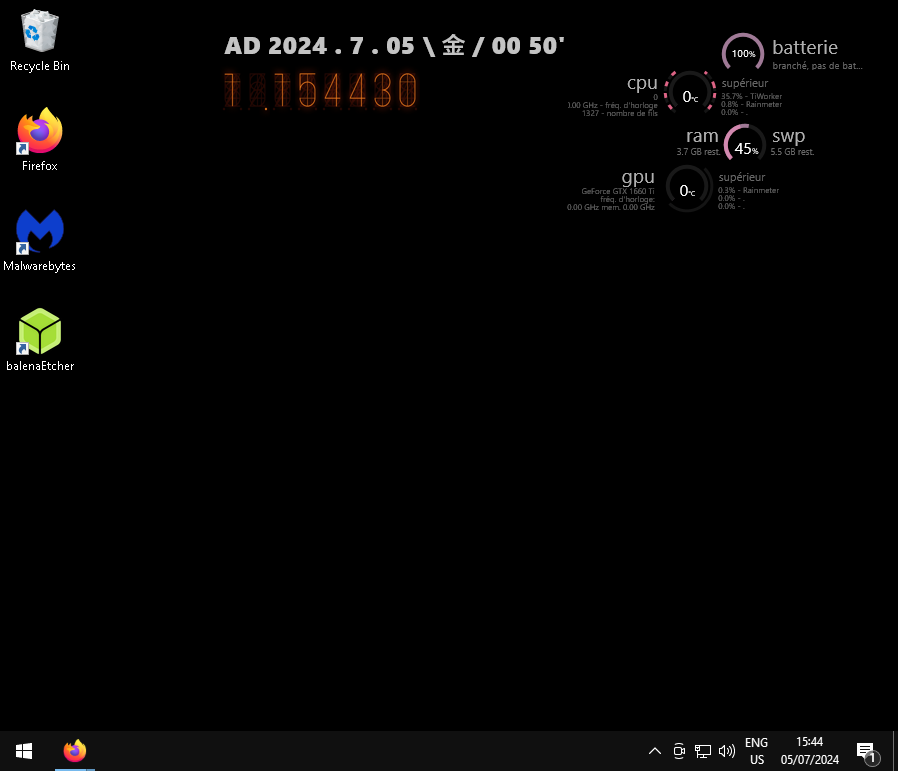 Recycle Bin
Firefox
Malwarebytes
balenaEtcher
AD 2024 . 7 . 05 \ 金 / 00 50'
1.154430
100%
batterie
branché, pas de bat...
cpu
0
0.00 GHz - fréq. d'horloge
1327 - nombre de fils
0°C
supérieur
35.7% - TiWorker
0.8% - Rainmeter
0.0% - .
ram
3.7 GB rest.
45%
swp
5.5 GB rest.
gpu
GeForce GTX 1660 Ti
fréq. d'horloge:
0.00 GHz mem. 0.00 GHz
0°C
supérieur
0.3% - Rainmeter
0.0% - .
0.0% - .
ENG
US
15:44
05/07/2024
1